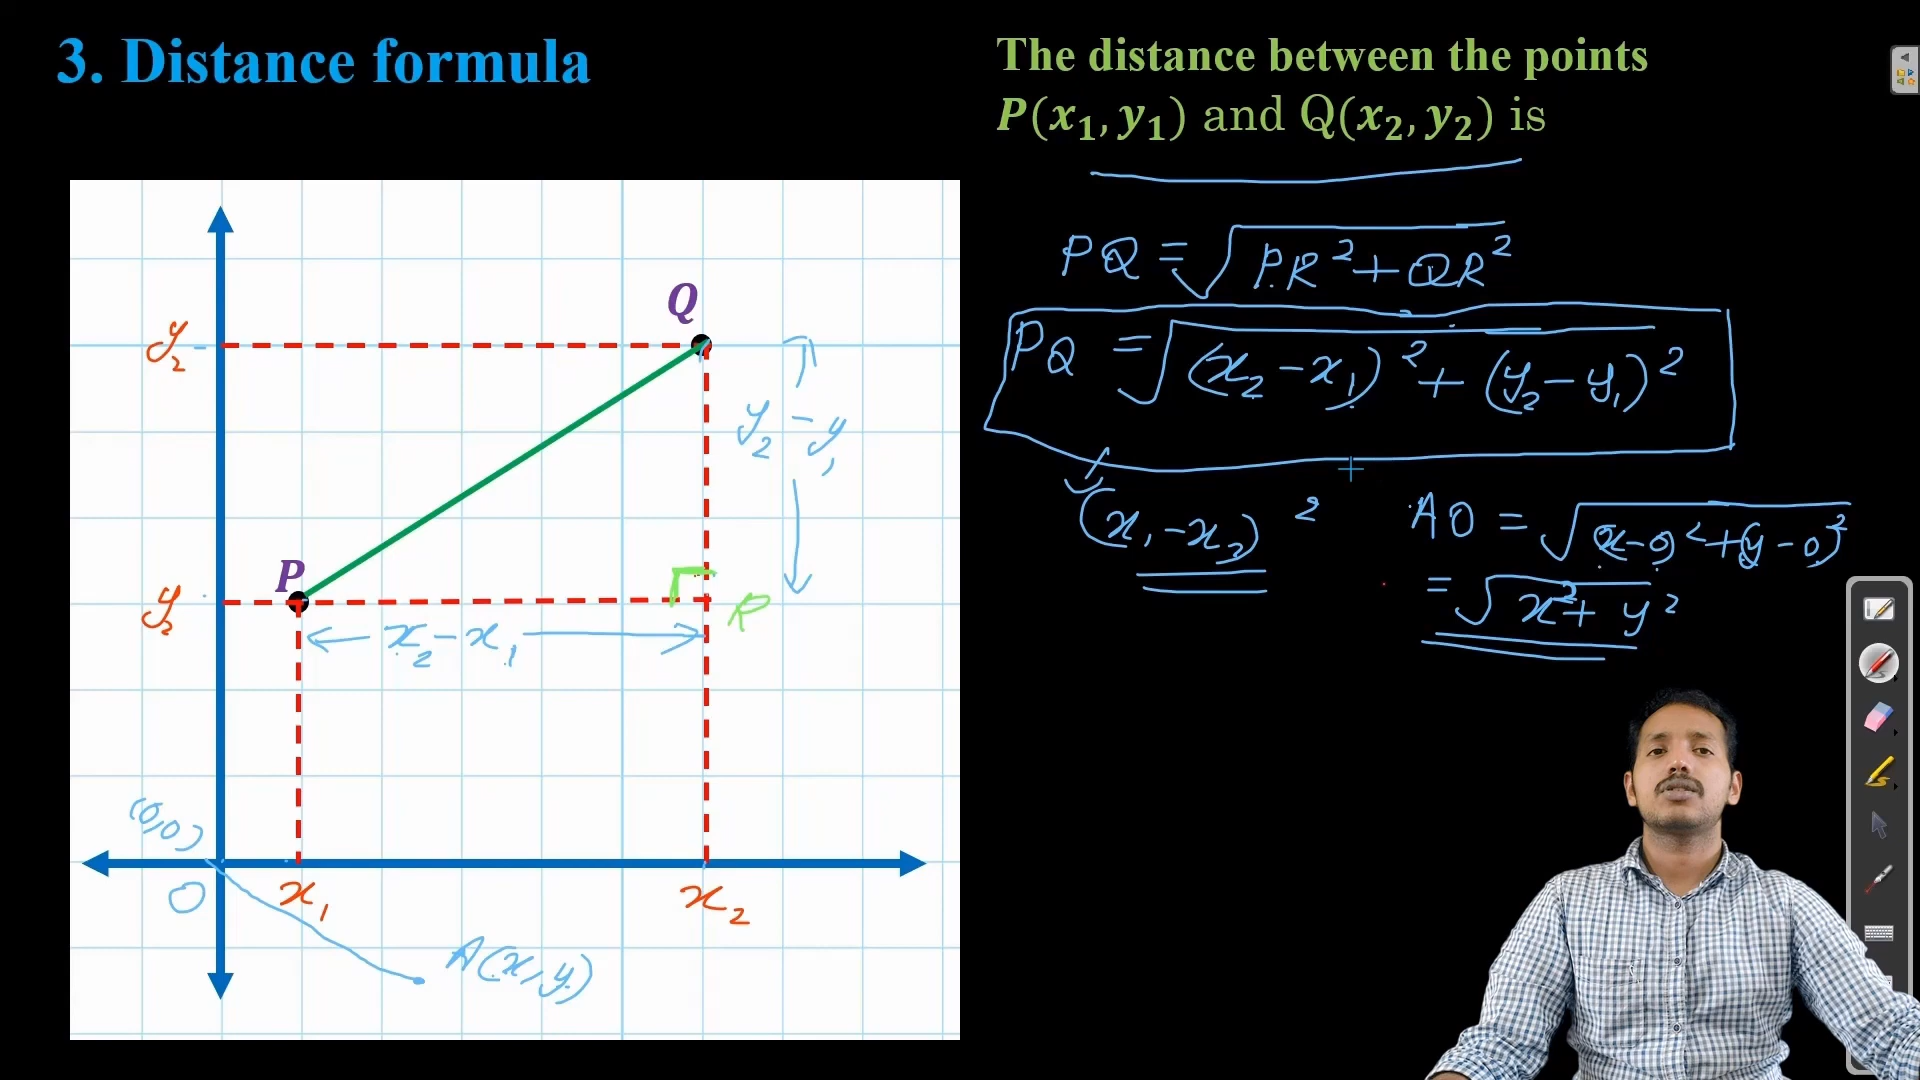 3. Distance formula
The distance between the points
P(x₁, y₁) and Q(x₂, y₂) is
PQ = √(PR² + QR²)
PQ = √((x₂ - x₁)² + (y₂ - y₁)²)
(x₁ - x₂)²
AO = √((x - 0)² + (y - 0)²)
= √(x² + y²)
Q
y₂
y₂ - y₁
P
y₂
R
x₂ - x₁
(0,0)
O
x₁
x₂
A(x, y)